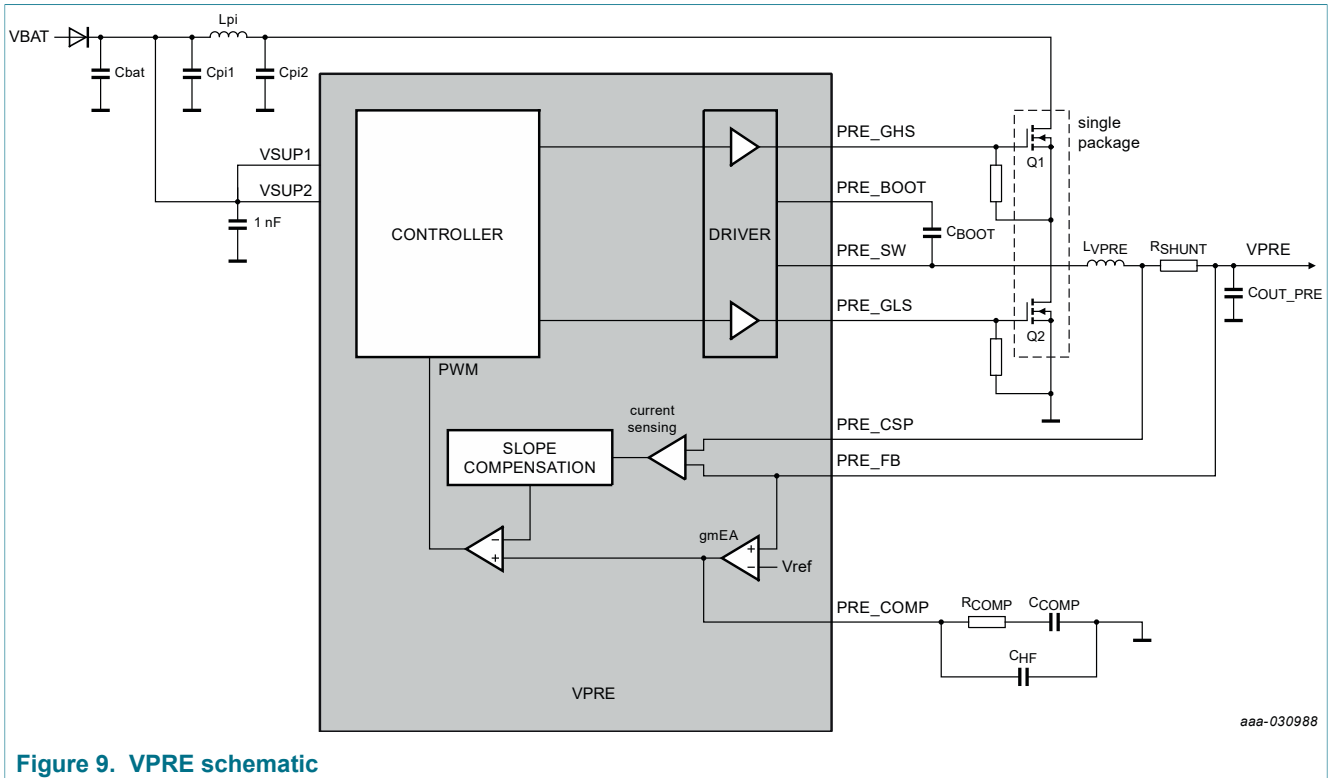 VBAT
Lpi
Cbat
Cpi1
Cpi2
VSUP1
VSUP2
1 nF
CONTROLLER
DRIVER
PWM
PRE_GHS
PRE_BOOT
CBOOT
PRE_SW
PRE_GLS
single
package
Q1
Q2
LVPRE
RSHUNT
VPRE
COUT_PRE
current
sensing
SLOPE
COMPENSATION
PRE_CSP
PRE_FB
gmEA
+
−
Vref
−
+
PRE_COMP
RCOMP
CCOMP
CHF
VPRE
aaa-030988
Figure 9. VPRE schematic